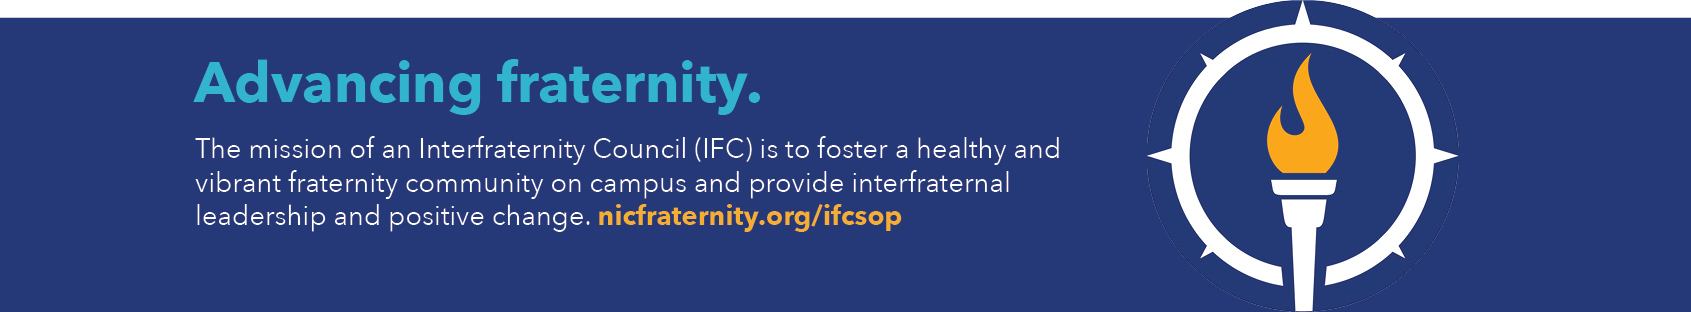 Advancing fraternity.
The mission of an Interfraternity Council (IFC) is to foster a healthy and
vibrant fraternity community on campus and provide interfraternal
leadership and positive change. nicfraternity.org/ifcsop